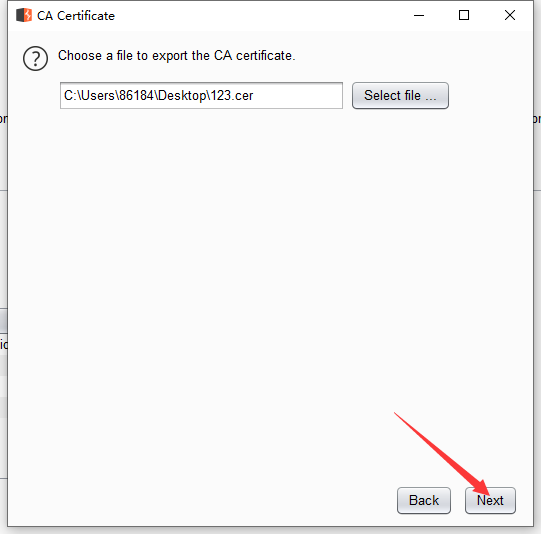 CA Certificate
Choose a file to export the CA certificate.
C:\Users\86184\Desktop\123.cer
Select file ...
Back
Next